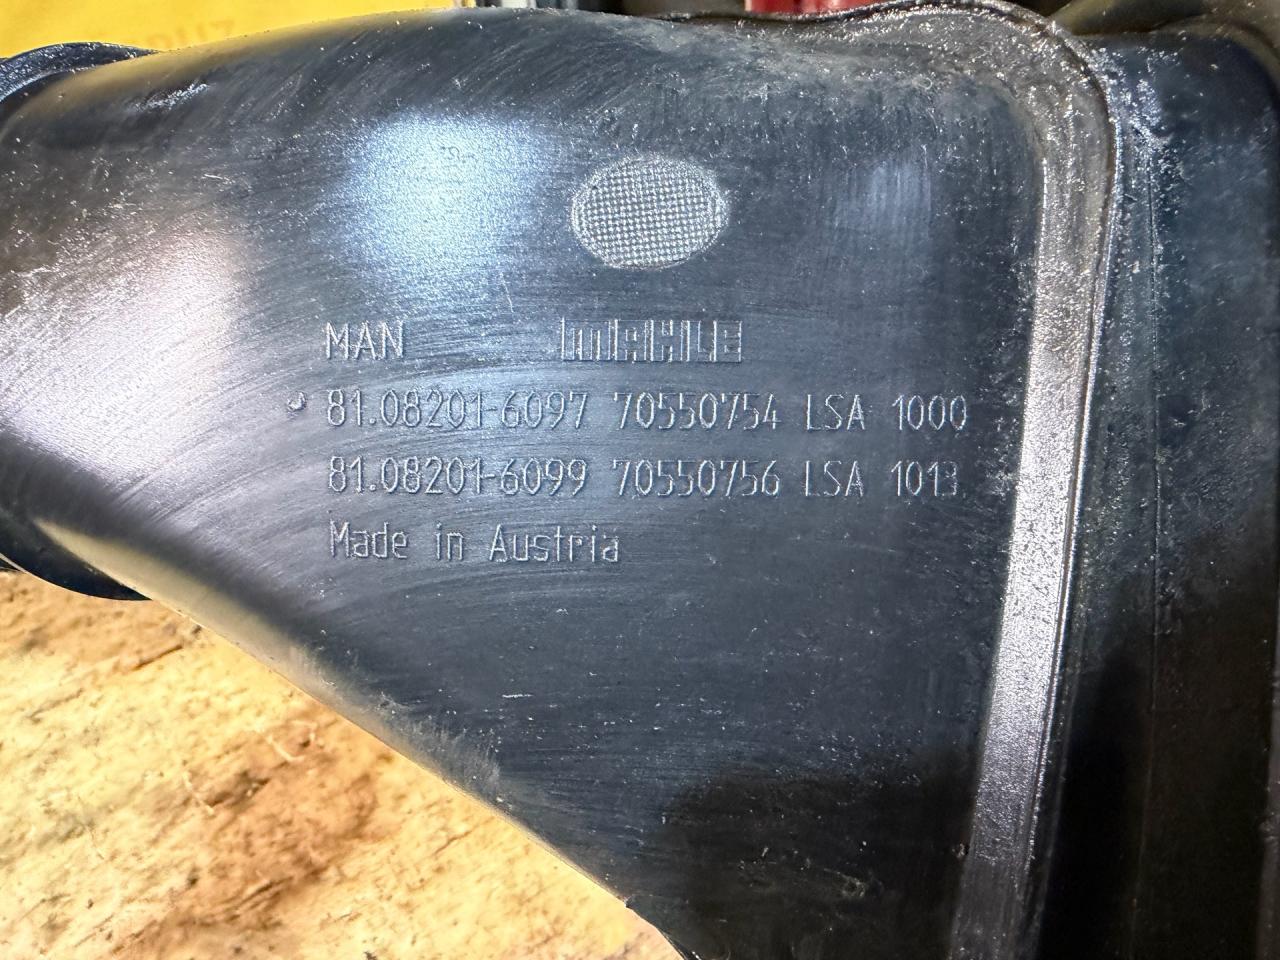 MAN MAHLE
81.08201-6097 70550754 LSA 1000
81.08201-6099 70550756 LSA 1013
Made in Austria